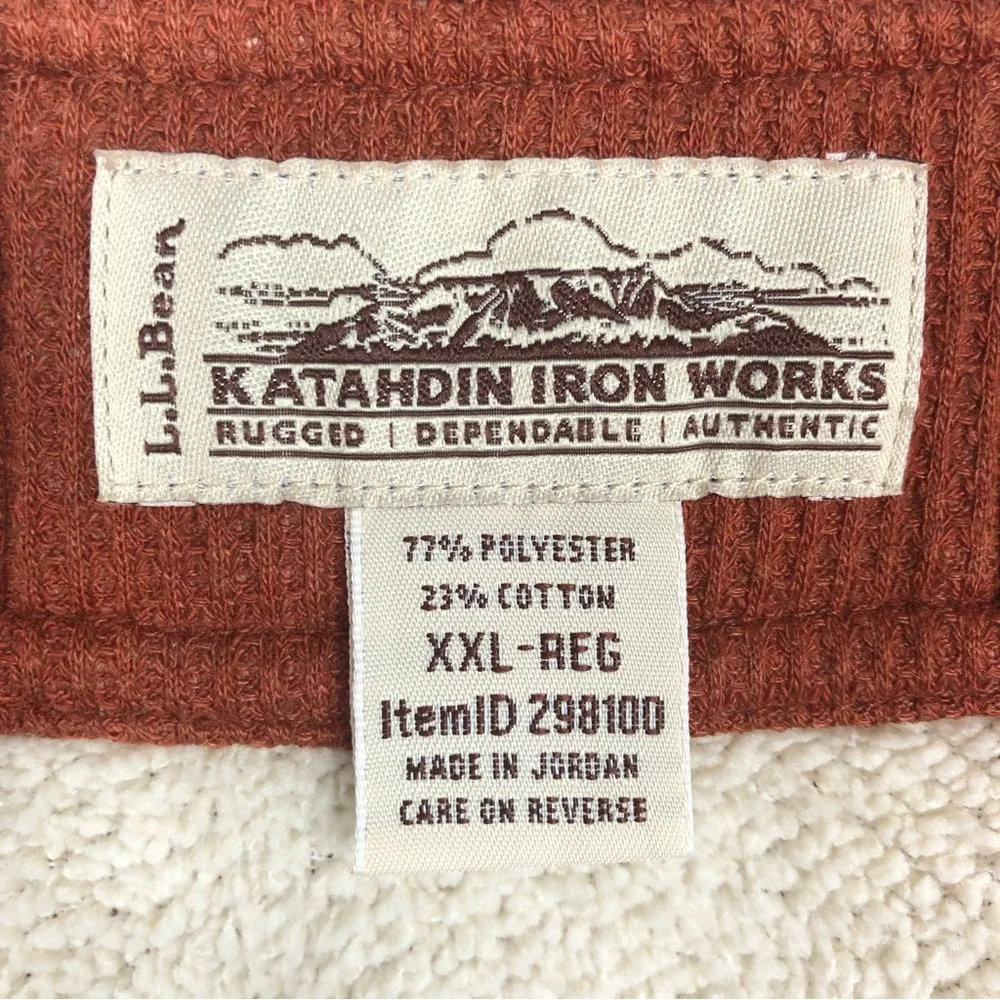 L.L.Bean
KATAHDIN IRON WORKS
RUGGED | DEPENDABLE | AUTHENTIC
77% POLYESTER
23% COTTON
XXL-REG
ItemID 298100
MADE IN JORDAN
CARE ON REVERSE